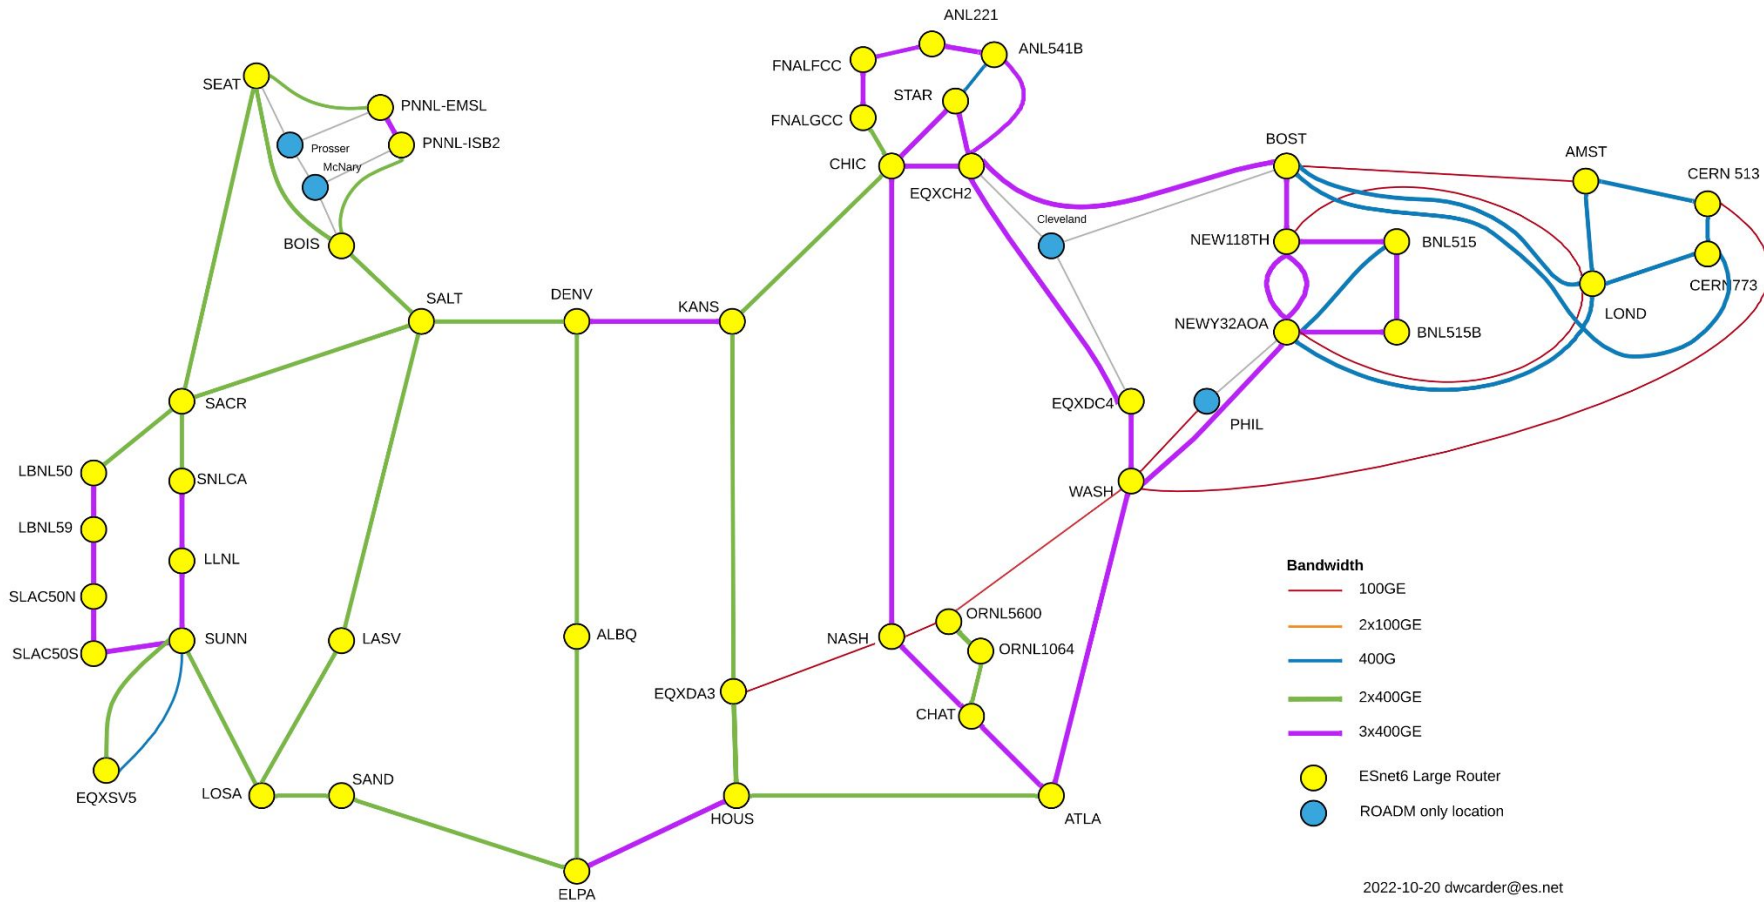 ANL221
ANL541B
FNALFCC
SEAT
PNNL-EMSL
STAR
FNALGCC
PNNL-ISB2
Prosser
BOST
AMST
McNary
CHIC
CERN 513
EQXCH2
Cleveland
BOIS
NEW118TH
BNL515
CERN773
SALT
DENV
KANS
LOND
NEWY32AOA
BNL515B
SACR
EQXDC4
PHIL
LBNL50
SNLCA
WASH
LBNL59
LLNL
Bandwidth
100GE
SLAC50N
ORNL5600
2x100GE
SUNN
LASV
ALBQ
NASH
SLAC50S
ORNL1064
400G
EQXDA3
2x400GE
CHAT
3x400GE
SAND
ESnet6 Large Router
EQXSV5
LOSA
HOUS
ATLA
ROADM only location
ELPA
2022-10-20 dwcarder@es.net